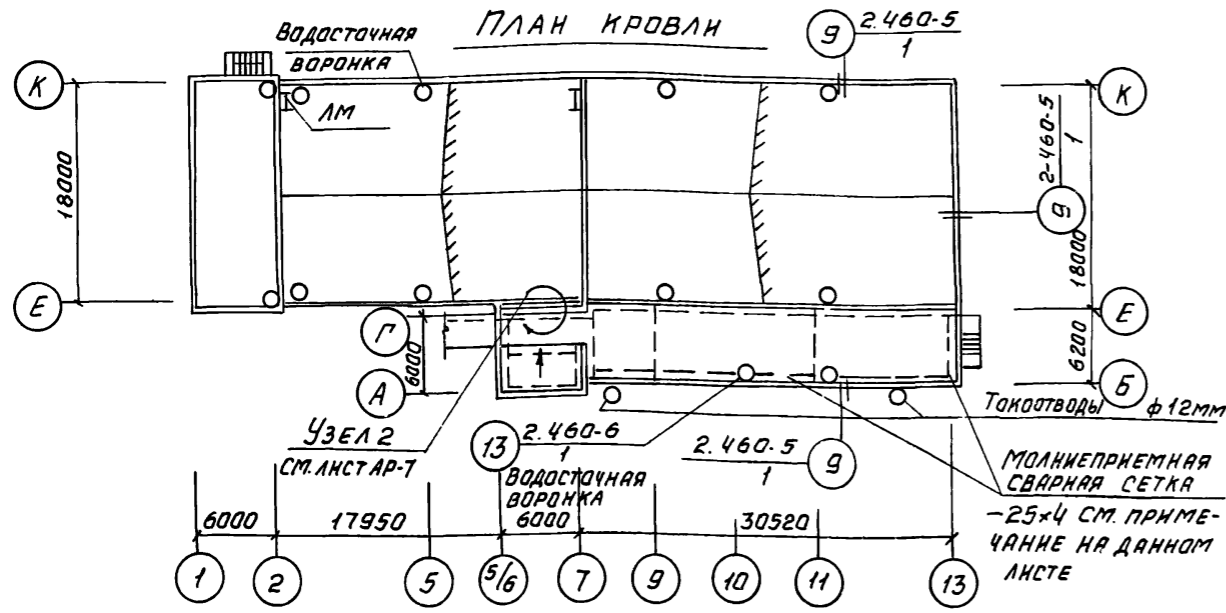 ПЛАН КРОВЛИ
Водосточная
воронка
9 2.460-5
1
К
К
ЛМ
18000
2-460-5
1
9
18000
Е
Е
Г
6000
6200
А
Б
Токоотводы ф12мм
Узел 2
см. лист АР-7
13 2.460-6
1
2.460-5 9
1
Водосточная
воронка
Молниеприемная
сварная сетка
-25×4 см. приме-
чание на данном
листе
6000 17950 6000 30520
1 2 5 5/6 7 9 10 11 13